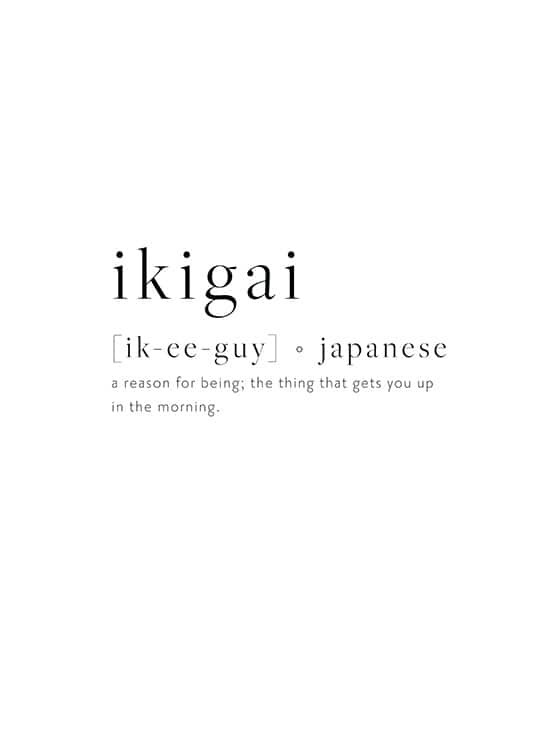 ikigai
[ik-ee-guy] ∘ japanese
a reason for being; the thing that gets you up
in the morning.